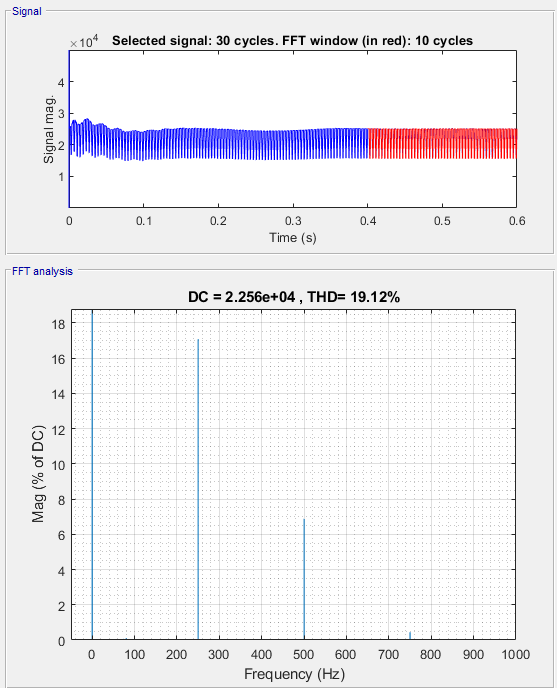 Signal
×10⁴
Selected signal: 30 cycles. FFT window (in red): 10 cycles
Signal mag.
4
3
2
1
0 0.1 0.2 0.3 0.4 0.5 0.6
Time (s)
FFT analysis
DC = 2.256e+04 , THD= 19.12%
Mag (% of DC)
18
16
14
12
10
8
6
4
2
0
0 100 200 300 400 500 600 700 800 900 1000
Frequency (Hz)